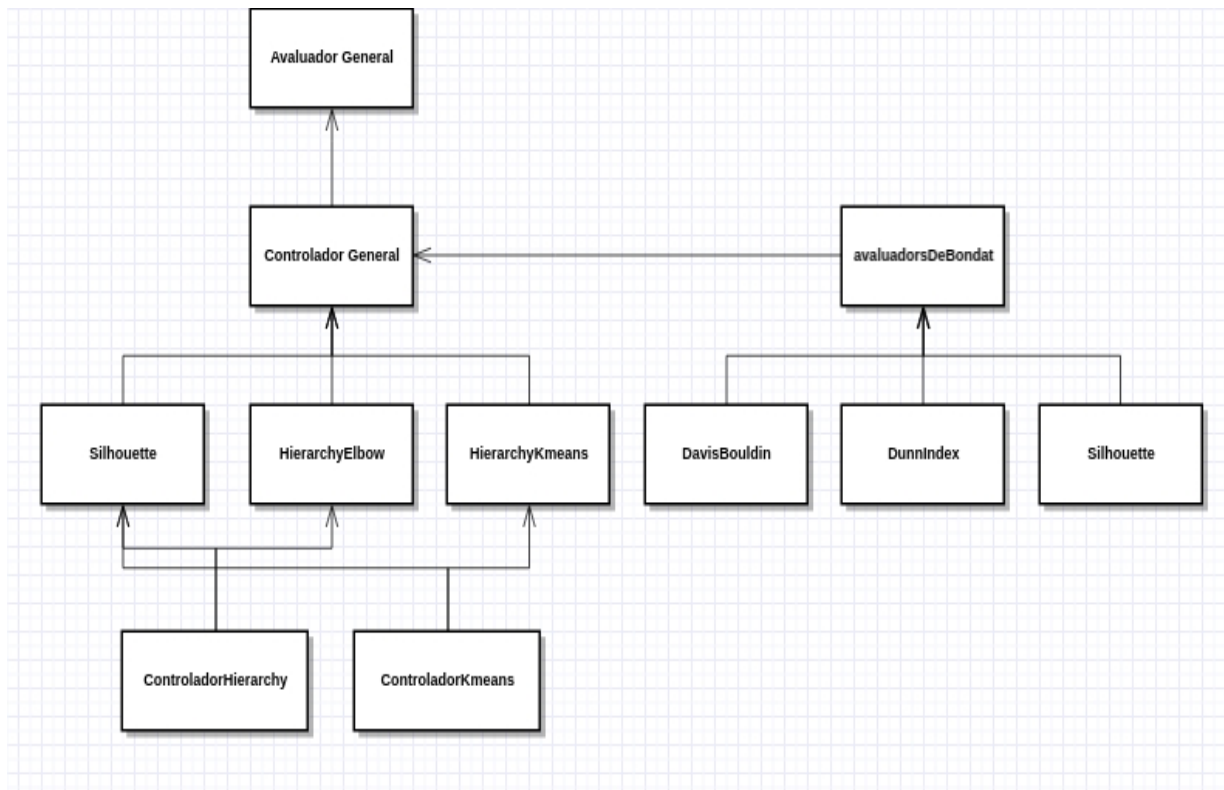 Avaluador General
Controlador General
avaluadorsDeBondat
Silhouette
HierarchyElbow
HierarchyKmeans
DavisBouldin
DunnIndex
Silhouette
ControladorHierarchy
ControladorKmeans